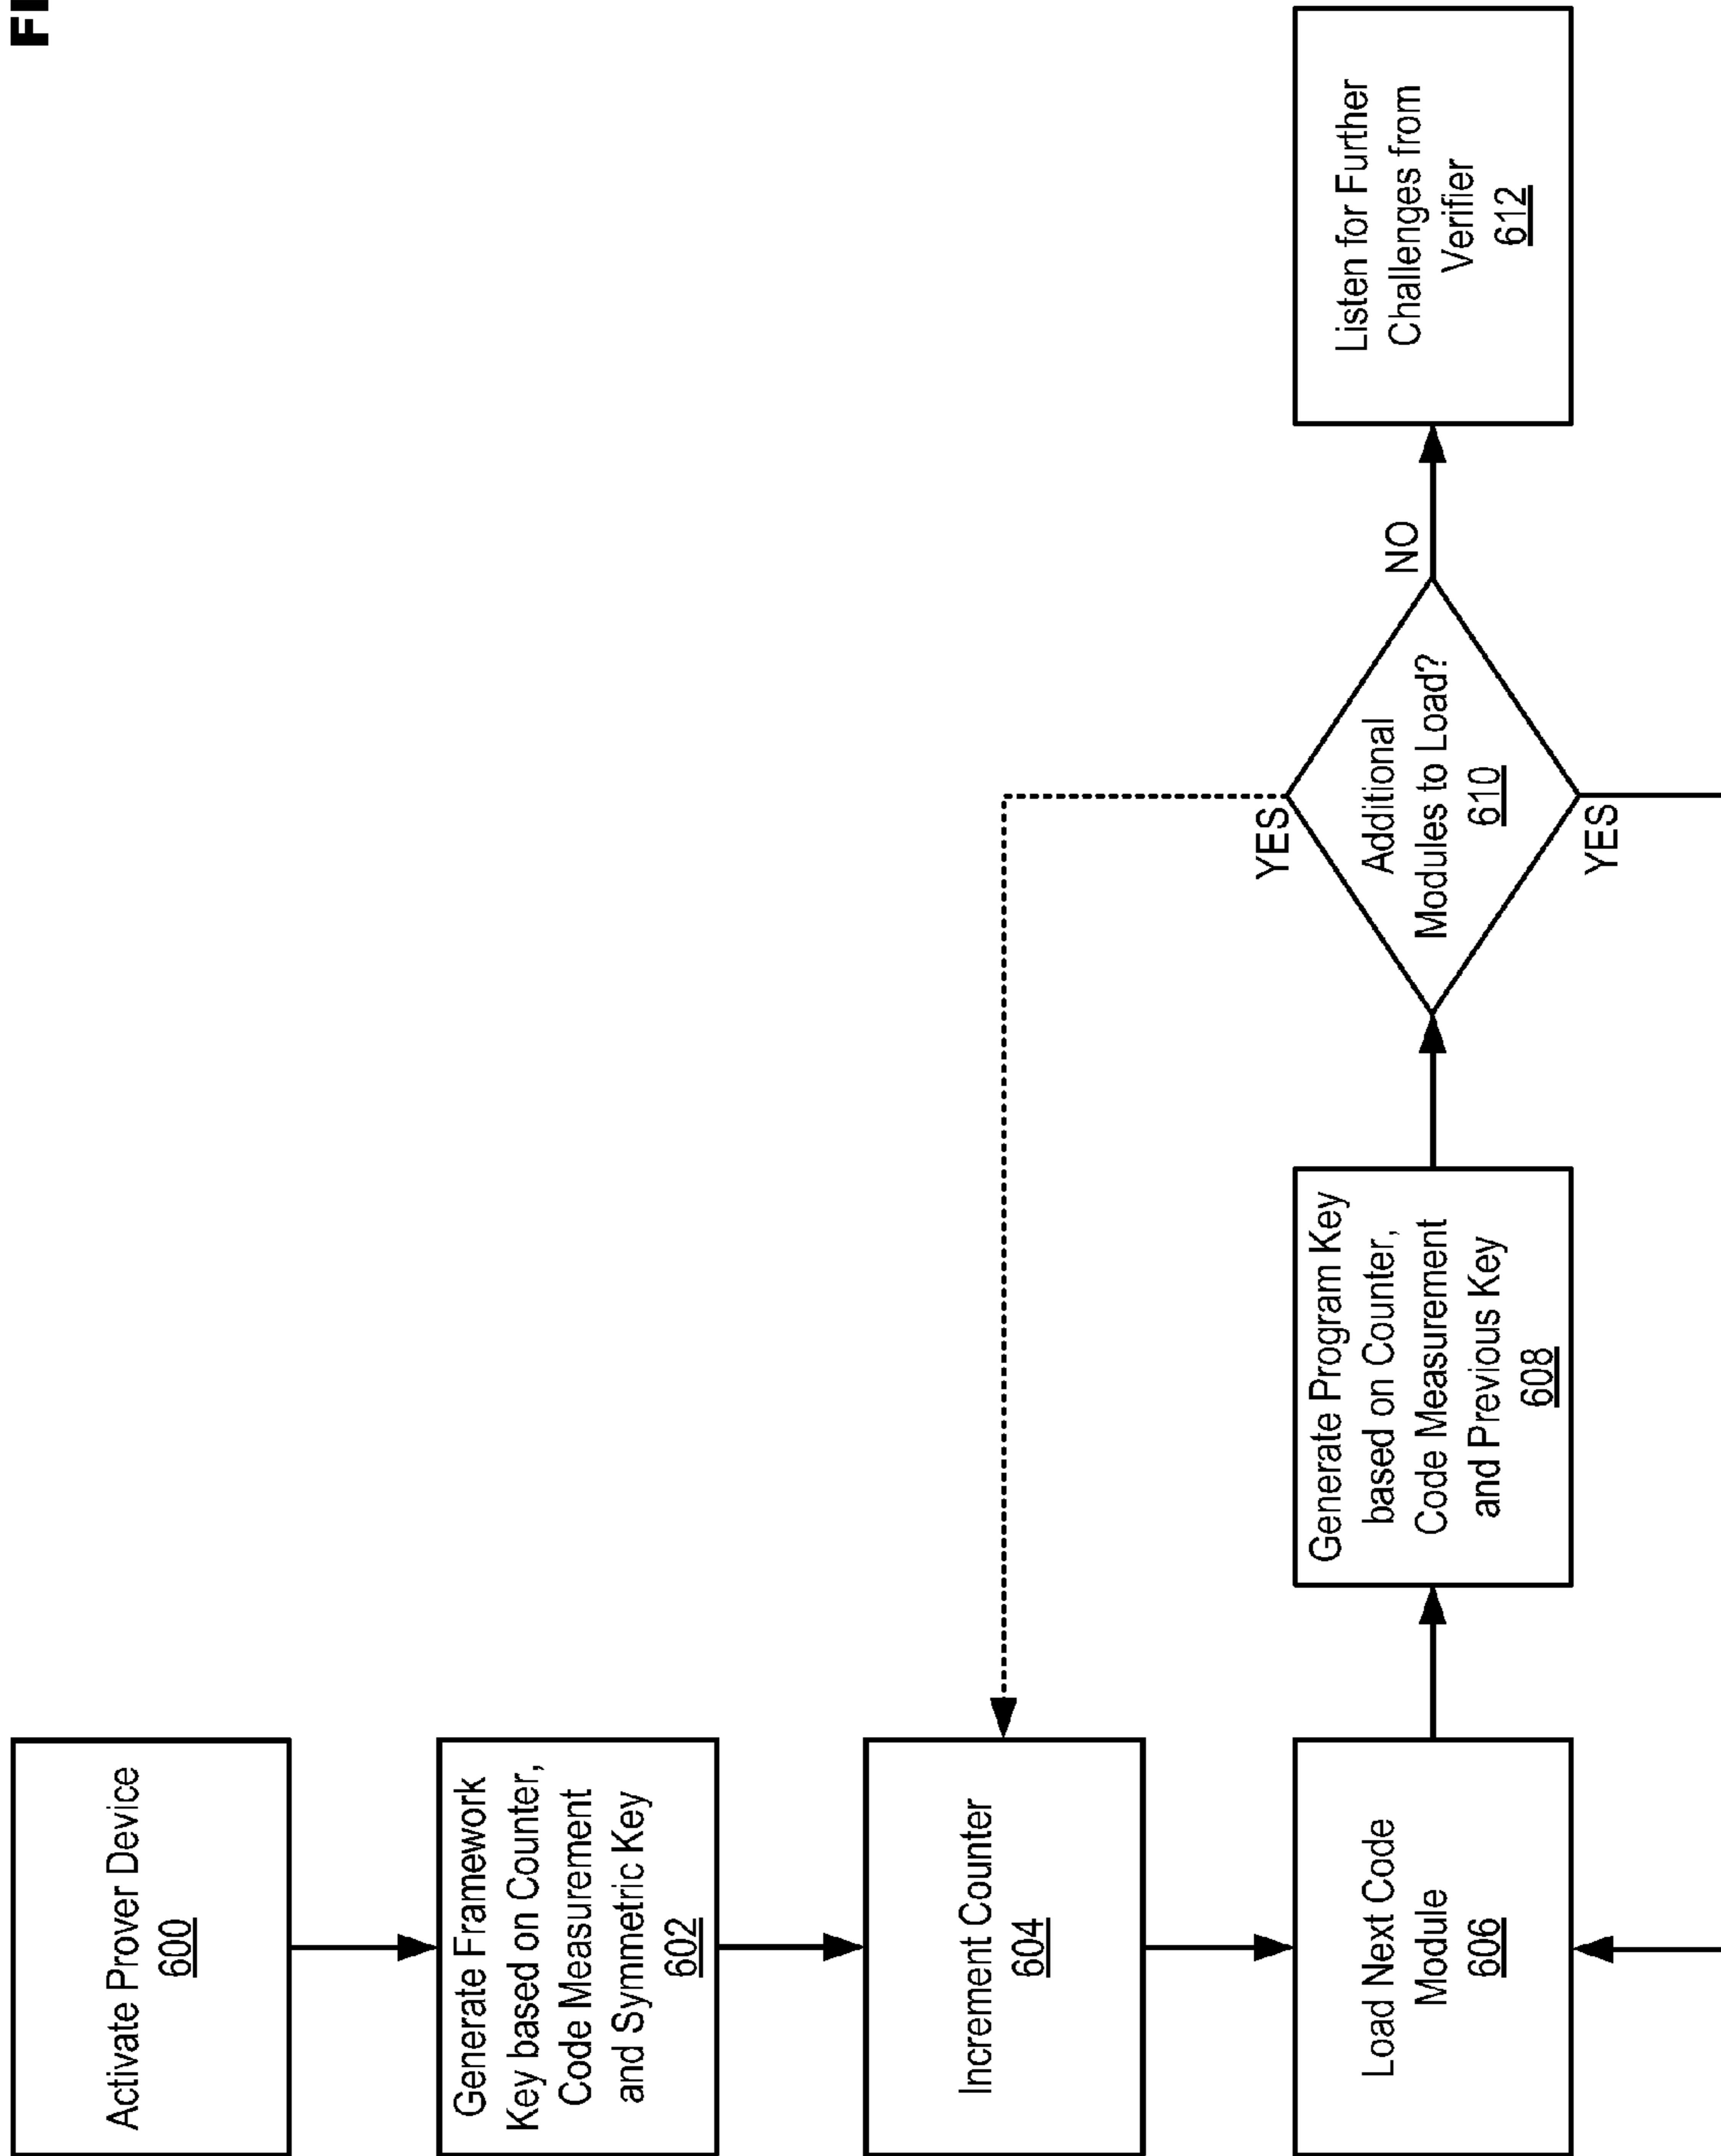 Activate Prover Device
600
Generate Framework
Key based on Counter,
Code Measurement
and Symmetric Key
602
Increment Counter
604
Load Next Code
Module
606
Generate Program Key
based on Counter,
Code Measurement
and Previous Key
608
Additional
Modules to Load?
610
YES
YES
NO
Listen for Further
Challenges from
Verifier
612